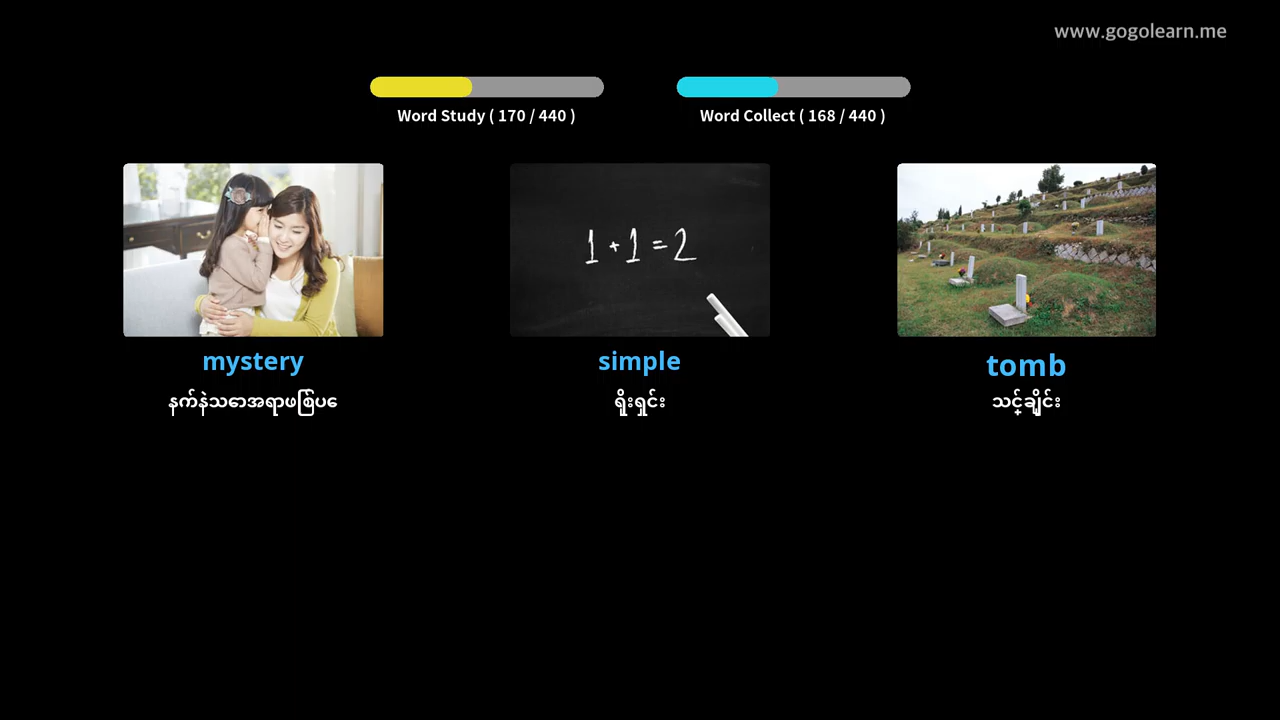 www.gogolearn.me
Word Study ( 170 / 440 )
Word Collect ( 168 / 440 )
1 + 1 = 2
mystery
simple
tomb
နက်နဲသောအရာဖြစ်ပေ
ရိုးရှင်း
သင်္ချိုင်း